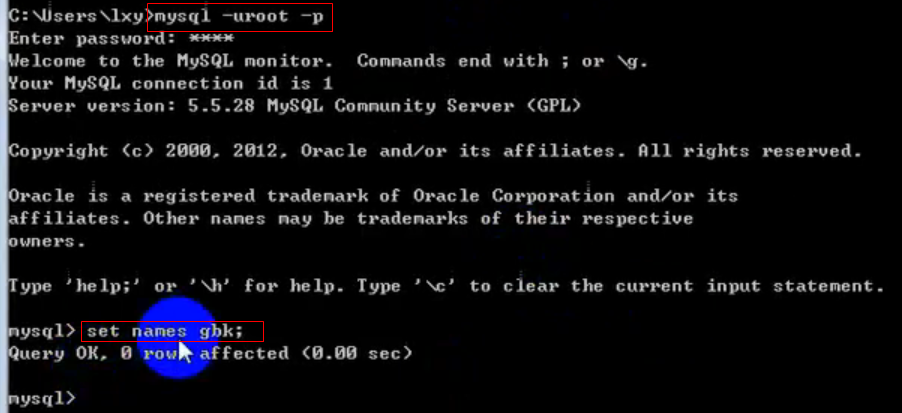 C:\Users\lxy>mysql -uroot -p
Enter password: ****
Welcome to the MySQL monitor.  Commands end with ; or \g.
Your MySQL connection id is 1
Server version: 5.5.28 MySQL Community Server (GPL)
Copyright (c) 2000, 2012, Oracle and/or its affiliates. All rights reserved.
Oracle is a registered trademark of Oracle Corporation and/or its
affiliates. Other names may be trademarks of their respective
owners.
Type 'help;' or '\h' for help. Type '\c' to clear the current input statement.
mysql> set names gbk;
Query OK, 0 rows affected (0.00 sec)
mysql>